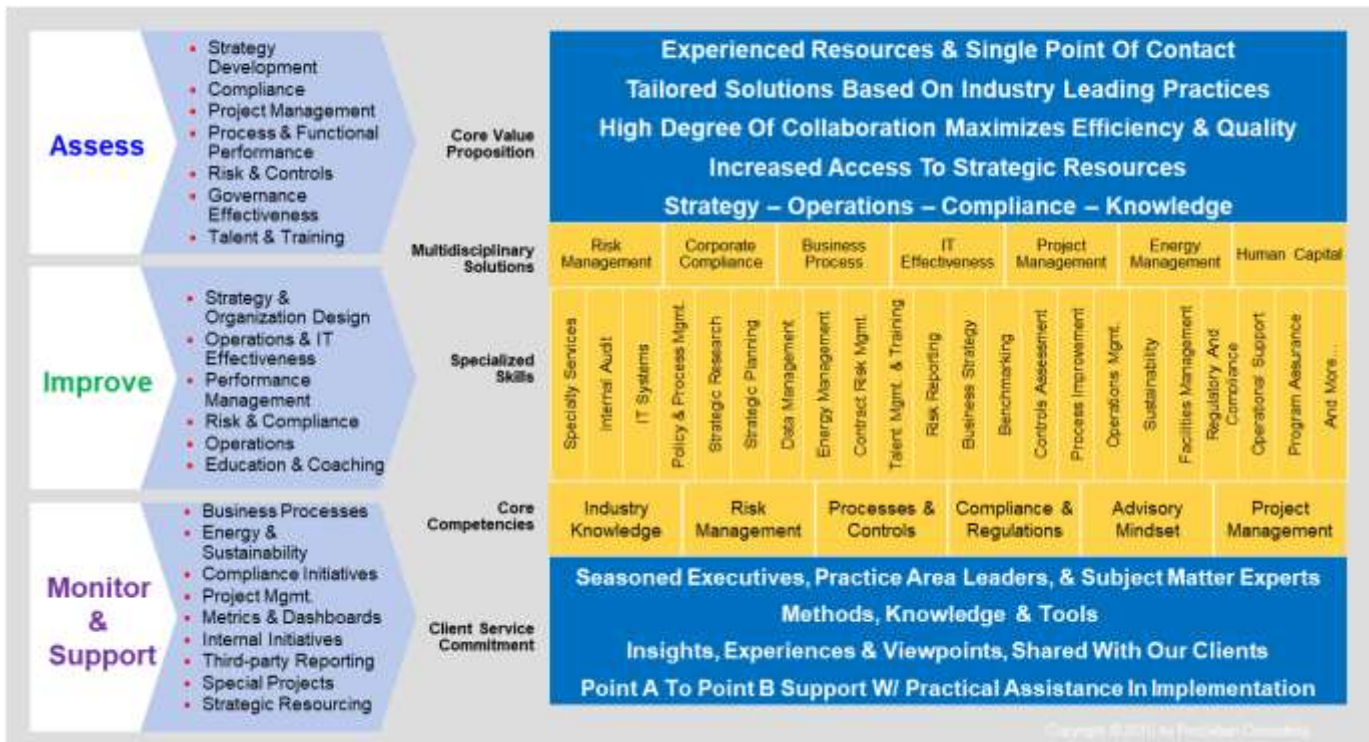 Assess
• Strategy
Development
• Compliance
• Project Management
• Process & Functional
Performance
• Risk & Controls
• Governance
Effectiveness
• Talent & Training
Improve
• Strategy &
Organization Design
• Operations & IT
Effectiveness
• Performance
Management
• Risk & Compliance
• Operations
• Education & Coaching
Monitor
&
Support
• Business Processes
• Energy &
Sustainability
• Compliance Initiatives
• Project Mgmt.
• Metrics & Dashboards
• Internal Initiatives
• Third-party Reporting
• Special Projects
• Strategic Resourcing
Core Value
Proposition
Experienced Resources & Single Point Of Contact
Tailored Solutions Based On Industry Leading Practices
High Degree Of Collaboration Maximizes Efficiency & Quality
Increased Access To Strategic Resources
Strategy – Operations – Compliance – Knowledge
Multidisciplinary
Solutions
Risk
Management
Corporate
Compliance
Business
Process
IT
Effectiveness
Project
Management
Energy
Management
Human Capital
Specialized
Skills
Specialty Services
Internal Audit
IT Systems
Policy & Process Mgmt.
Strategic Research
Strategic Planning
Data Management
Energy Management
Contract Risk Mgmt.
Talent Mgmt. & Training
Risk Reporting
Business Strategy
Benchmarking
Controls Assessment
Process Improvement
Operations Mgmt.
Sustainability
Facilities Management
Regulatory And
Compliance
Operational Support
Program Assurance
And More...
Core
Competencies
Industry
Knowledge
Risk
Management
Processes &
Controls
Compliance &
Regulations
Advisory
Mindset
Project
Management
Client Service
Commitment
Seasoned Executives, Practice Area Leaders, & Subject Matter Experts
Methods, Knowledge & Tools
Insights, Experiences & Viewpoints, Shared With Our Clients
Point A To Point B Support W/ Practical Assistance In Implementation
Copyright ©